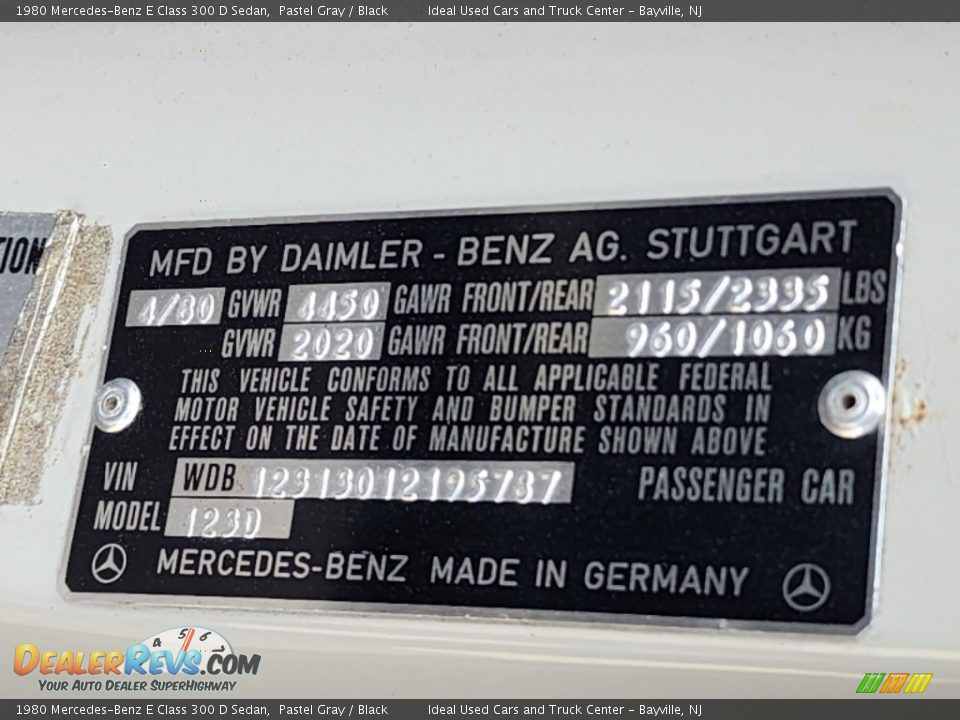 1980 Mercedes-Benz E Class 300 D Sedan, Pastel Gray / Black Ideal Used Cars and Truck Center - Bayville, NJ
TION
MFD BY DAIMLER - BENZ AG. STUTTGART
4/80 GVWR 4450 GAWR FRONT/REAR 2115/2335 LBS
GVWR 2020 GAWR FRONT/REAR 960/1060 KG
THIS VEHICLE CONFORMS TO ALL APPLICABLE FEDERAL
MOTOR VEHICLE SAFETY AND BUMPER STANDARDS IN
EFFECT ON THE DATE OF MANUFACTURE SHOWN ABOVE
VIN WDB 12313012195737 PASSENGER CAR
MODEL 123D
MERCEDES-BENZ MADE IN GERMANY
4 5 6
DEALERREVS.COM
YOUR AUTO DEALER SUPERHIGHWAY
1980 Mercedes-Benz E Class 300 D Sedan, Pastel Gray / Black Ideal Used Cars and Truck Center - Bayville, NJ